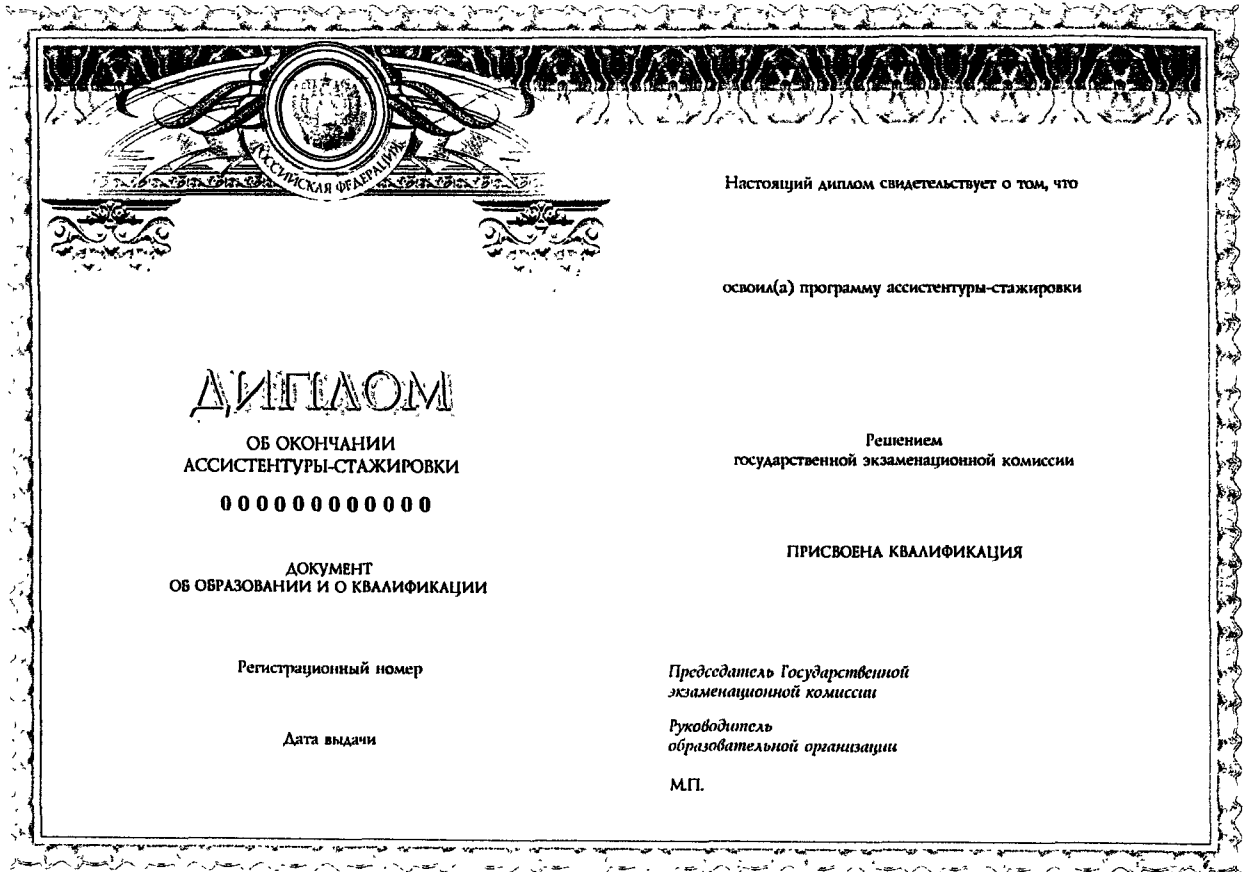 РОССИЙСКАЯ ФЕДЕРАЦИЯ
ДИПЛОМ
ОБ ОКОНЧАНИИ
АССИСТЕНТУРЫ-СТАЖИРОВКИ
000000000000
ДОКУМЕНТ
ОБ ОБРАЗОВАНИИ И О КВАЛИФИКАЦИИ
Регистрационный номер
Дата выдачи
Настоящий диплом свидетельствует о том, что
освоил(а) программу ассистентуры-стажировки
Решением
государственной экзаменационной комиссии
ПРИСВОЕНА КВАЛИФИКАЦИЯ
Председатель Государственной
экзаменационной комиссии
Руководитель
образовательной организации
М.П.